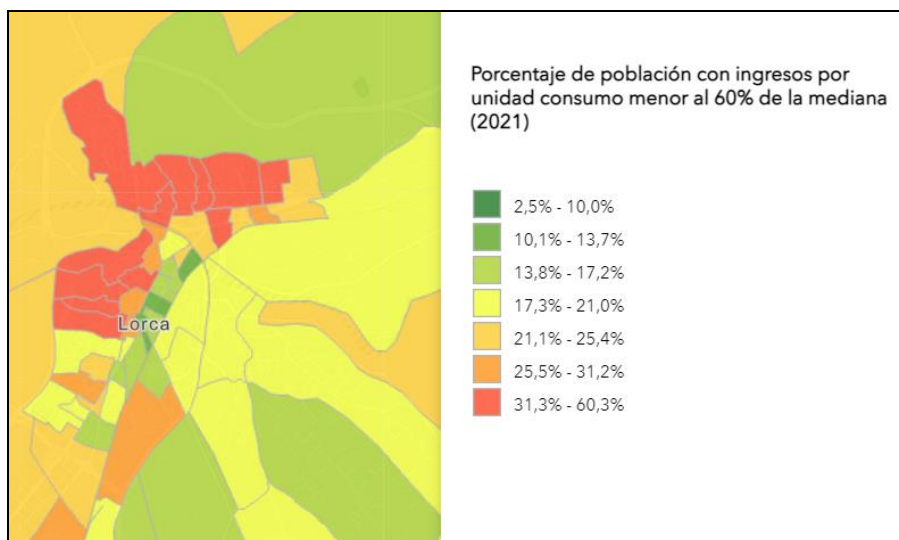 Porcentaje de población con ingresos por
unidad consumo menor al 60% de la mediana
(2021)
2,5% - 10,0%
10,1% - 13,7%
13,8% - 17,2%
17,3% - 21,0%
21,1% - 25,4%
25,5% - 31,2%
31,3% - 60,3%
Lorca